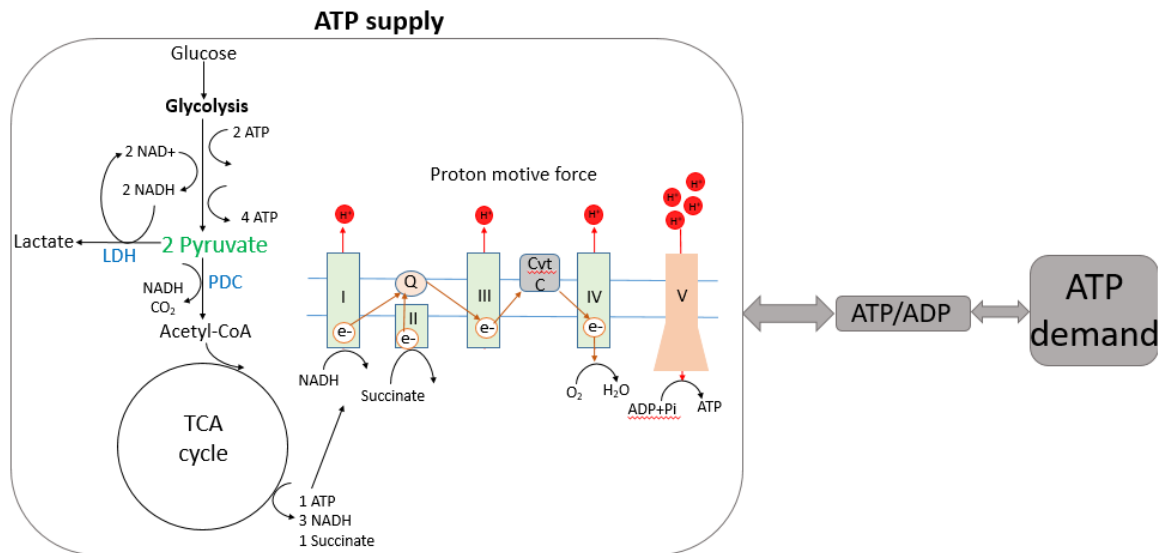 ATP supply
Glucose
Glycolysis
2 ATP
2 NAD+
2 NADH
4 ATP
Lactate
2 Pyruvate
LDH
PDC
NADH
CO₂
Acetyl-CoA
TCA
cycle
1 ATP
3 NADH
1 Succinate
Proton motive force
H⁺
H⁺
H⁺
H⁺
H⁺
H⁺
H⁺
H⁺
I
Q
II
III
Cyt
C
IV
V
e-
e-
e-
e-
NADH
Succinate
O₂
H₂O
ADP+Pi
ATP
ATP/ADP
ATP
demand